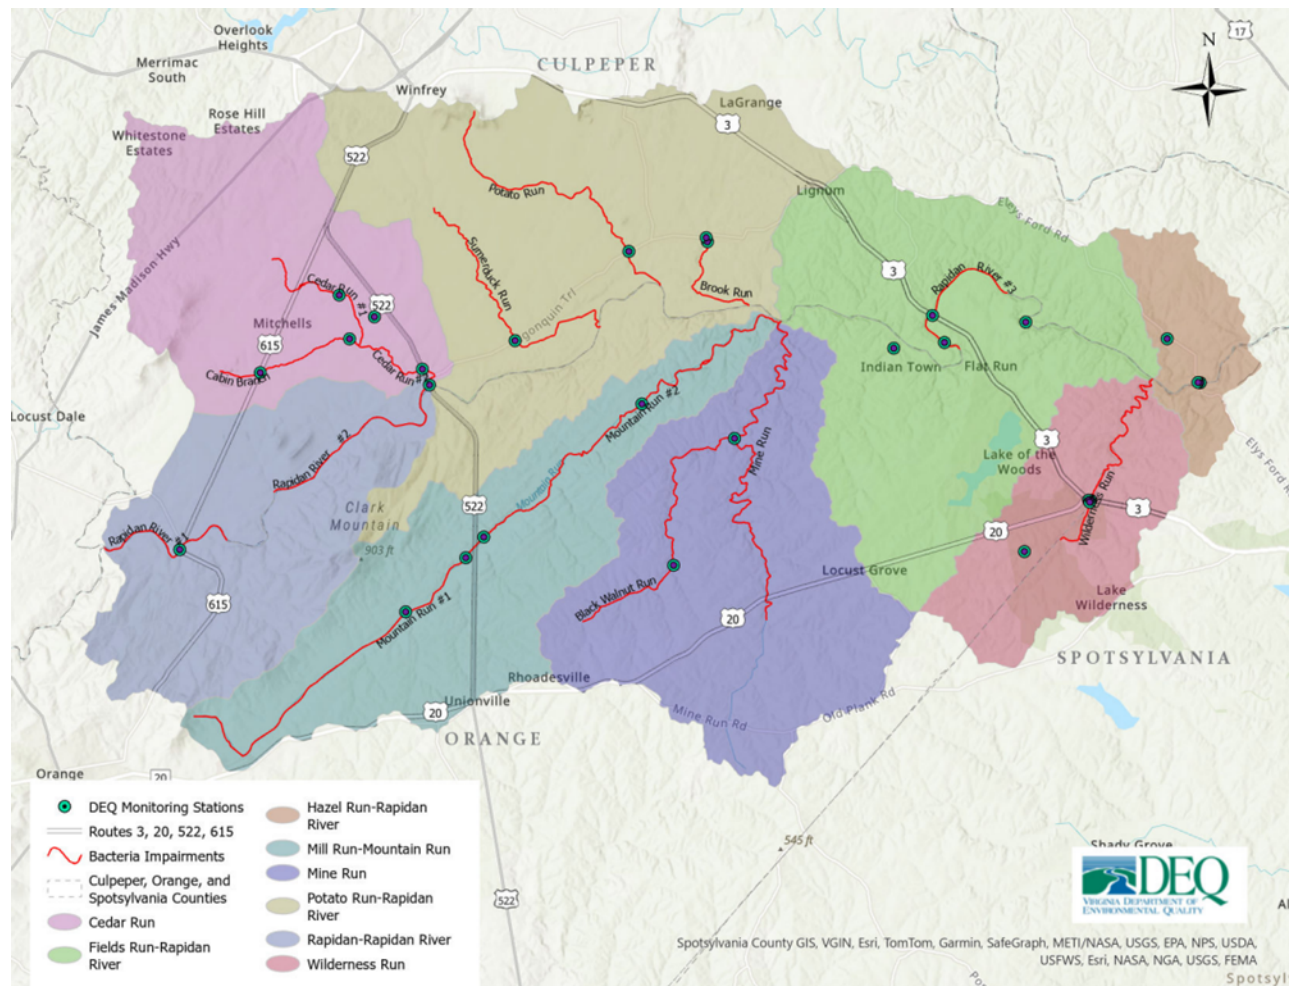 Overlook
Heights
17
N
Merrimac
South
CULPEPER
Winfrey
LaGrange
Rose Hill
Estates
Whitestone
Estates
3
522
Lignum
Potato Run
Elys Ford Rd
James Madison Hwy
Sumerduck Run
Brook Run
Cedar Run #1
3
Rapidan River #3
522
Mitchells
615
Cabin Branch
Cedar Run #
gonquin Trl
Indian Town
Flat Run
Locust Dale
Mountain Run #2
Rapidan River #2
Mine Run
3
Lake of the
Woods
Elys Ford R
Mountain Run
Clark
Mountain
522
Wilderness Run
3
Rapidan River #1
903 ft
20
Locust Grove
Black Walnut Run
615
Mountain Run #1
20
Lake
Wilderness
SPOTSYLVANIA
Rhoadesville
Unionville
20
Mine Run Rd
Old Plank Rd
ORANGE
Orange
20
DEQ Monitoring Stations
Routes 3, 20, 522, 615
Bacteria Impairments
Culpeper, Orange, and
Spotsylvania Counties
Cedar Run
Fields Run-Rapidan
River
Hazel Run-Rapidan
River
Mill Run-Mountain Run
Mine Run
Potato Run-Rapidan
River
Rapidan-Rapidan River
Wilderness Run
522
545 ft
Shady Grove
DEQ
VIRGINIA DEPARTMENT OF
ENVIRONMENTAL QUALITY
Spotsylvania County GIS, VGIN, Esri, TomTom, Garmin, SafeGraph, METI/NASA, USGS, EPA, NPS, USDA,
USFWS, Esri, NASA, NGA, USGS, FEMA
Spotsyl